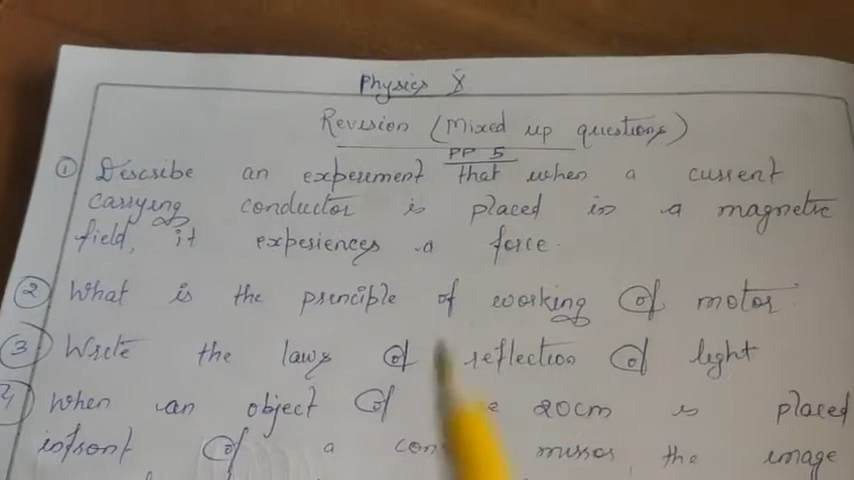 Physics X
Revision (Mixed up questions)
PP 5
① Describe an experiment that when a current
carrying conductor is placed in a magnetic
field, it experiences a force.
② What is the principle of working of motor
③ Write the laws of reflection of light
4) When an object of 20cm is placed
infront of a mirror the image